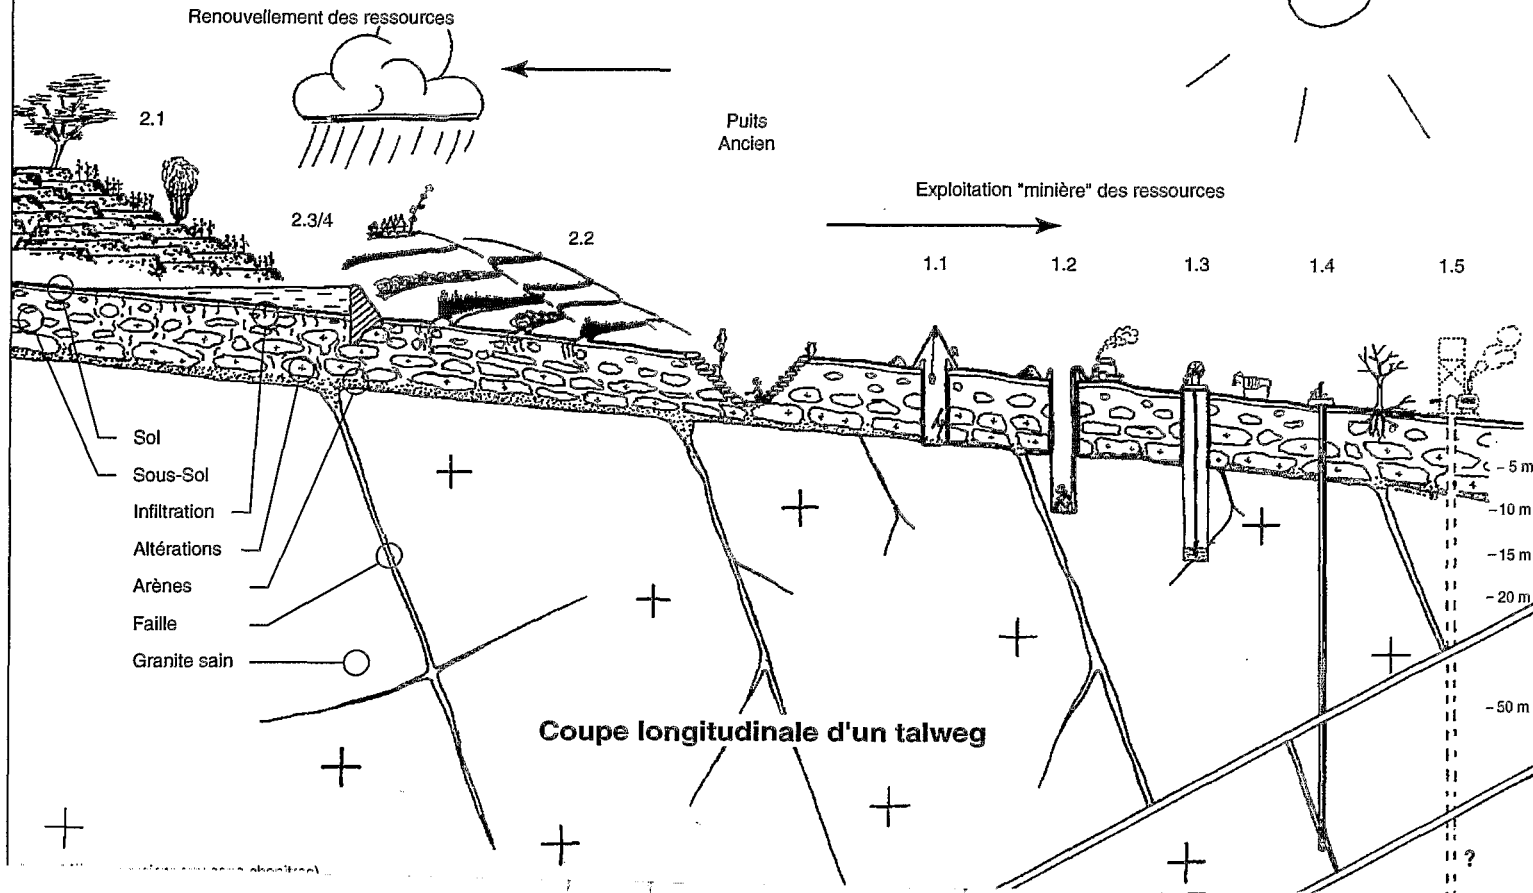 Renouvellement des ressources
2.1
Puits
Ancien
Exploitation "minière" des ressources
2.3/4
2.2
1.1
1.2
1.3
1.4
1.5
Sol
Sous-Sol
Infiltration
Altérations
Arènes
Faille
Granite sain
- 5 m
-10 m
-15 m
-20 m
-50 m
Coupe longitudinale d'un talweg
?